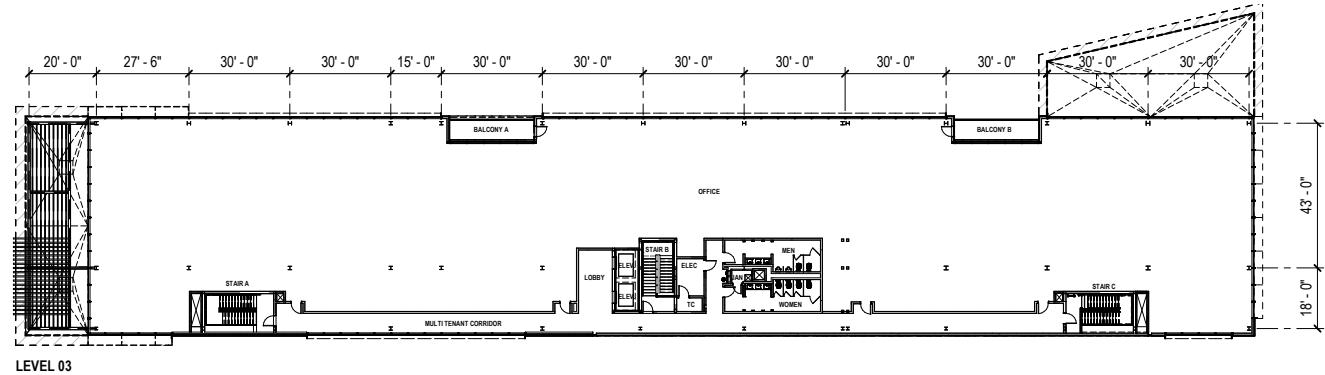 20' - 0" 27' - 6" 30' - 0" 30' - 0" 15' - 0" 30' - 0" 30' - 0" 30' - 0" 30' - 0" 30' - 0" 30' - 0" 30' - 0" 30' - 0"
BALCONY A
BALCONY B
43' - 0"
OFFICE
STAIR B
MEN
ELEV
ELEC
LOBBY
JAN
STAIR A
STAIR C
ELEV
TC
WOMEN
18' - 0"
MULTI TENANT CORRIDOR
LEVEL 03